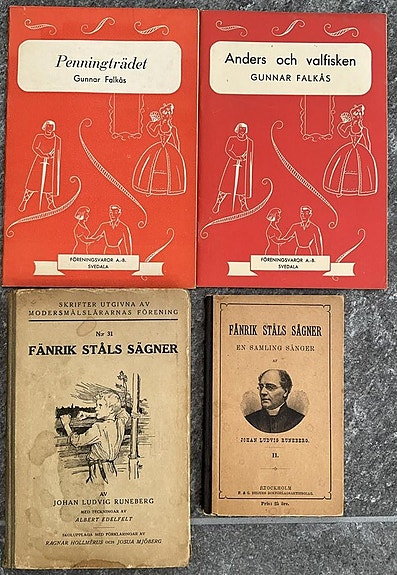 Penningträdet
Gunnar Falkås
FÖRENINGSVAROR A.-B.
SVEDALA
Anders och valfisken
GUNNAR FALKÅS
FÖRENINGSVAROR A.-B.
SVEDALA
SKRIFTER UTGIVNA AV
MODERSMÅLSLÄRARNAS FÖRENING
N:r 31
FÄNRIK STÅLS SÄGNER
AV
JOHAN LUDVIG RUNEBERG
MED TECKNINGAR AV
ALBERT EDELFELT
SKOLUPPLAGA MED FÖRKLARINGAR AV
RAGNAR HOLLMÉRUS OCH JOSUA MJÖBERG
FÄNRIK STÅLS SÄGNER
EN SAMLING SÅNGER
AF
JOHAN LUDVIG RUNEBERG.
II.
STOCKHOLM
F. & G. BEIJERS BOKFÖRLAGSAKTIEBOLAG.
Pris: 25 öre.